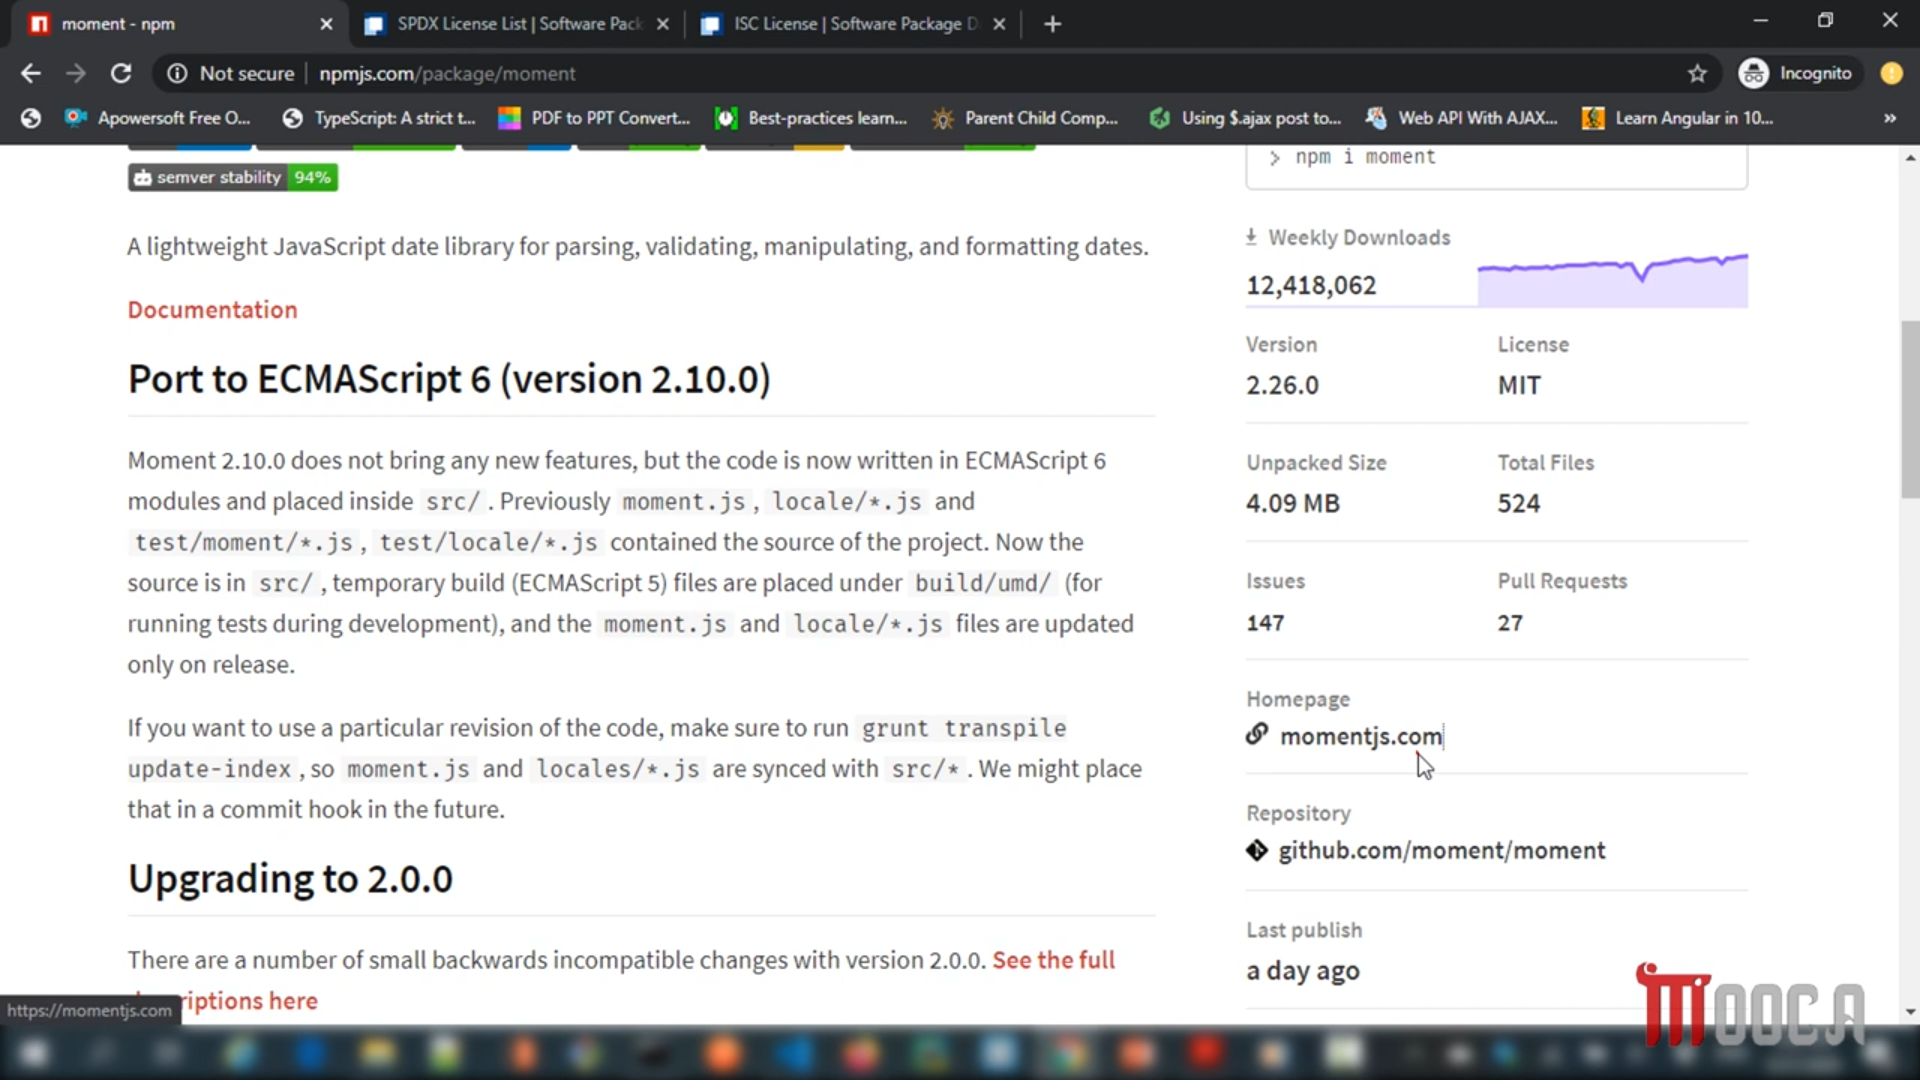 moment - npm
SPDX License List | Software Pack
ISC License | Software Package D
Not secure
npmjs.com/package/moment
Incognito
Apowersoft Free O...
TypeScript: A strict t...
PDF to PPT Convert...
Best-practices learn...
Parent Child Comp...
Using $.ajax post to...
Web API With AJAX...
Learn Angular in 10...
»
semver stability 94%
A lightweight JavaScript date library for parsing, validating, manipulating, and formatting dates.
Documentation
Port to ECMAScript 6 (version 2.10.0)
Moment 2.10.0 does not bring any new features, but the code is now written in ECMAScript 6
modules and placed inside src/ . Previously moment.js , locale/*.js and
test/moment/*.js , test/locale/*.js contained the source of the project. Now the
source is in src/ , temporary build (ECMAScript 5) files are placed under build/umd/ (for
running tests during development), and the moment.js and locale/*.js files are updated
only on release.
If you want to use a particular revision of the code, make sure to run grunt transpile
update-index , so moment.js and locales/*.js are synced with src/* . We might place
that in a commit hook in the future.
Upgrading to 2.0.0
There are a number of small backwards incompatible changes with version 2.0.0. See the full
riptions here
https://momentjs.com
> npm i moment
Weekly Downloads
12,418,062
Version
2.26.0
License
MIT
Unpacked Size
4.09 MB
Total Files
524
Issues
147
Pull Requests
27
Homepage
momentjs.com
Repository
github.com/moment/moment
Last publish
a day ago
MOOCA